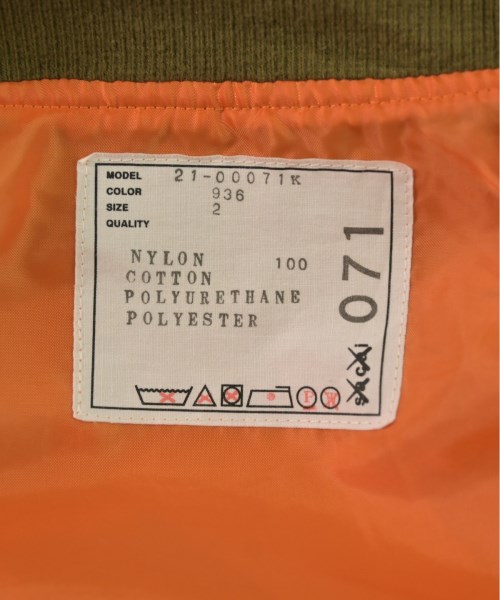 MODEL 21-00071K
COLOR 936
SIZE 2
QUALITY
NYLON 100
COTTON
POLYURETHANE
POLYESTER
071
sacai
P W